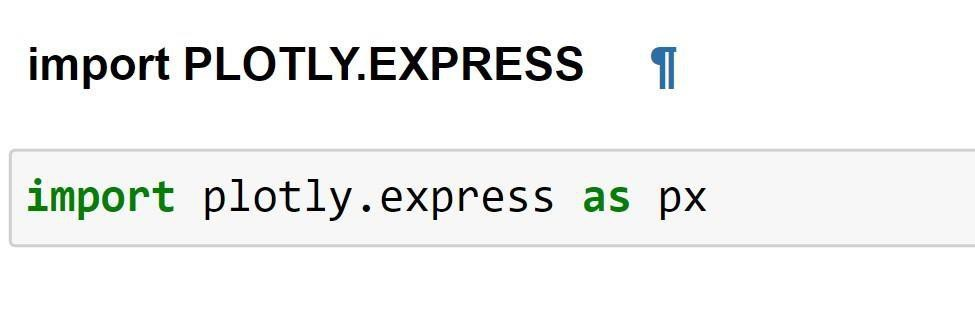 import PLOTLY.EXPRESS ¶
import plotly.express as px